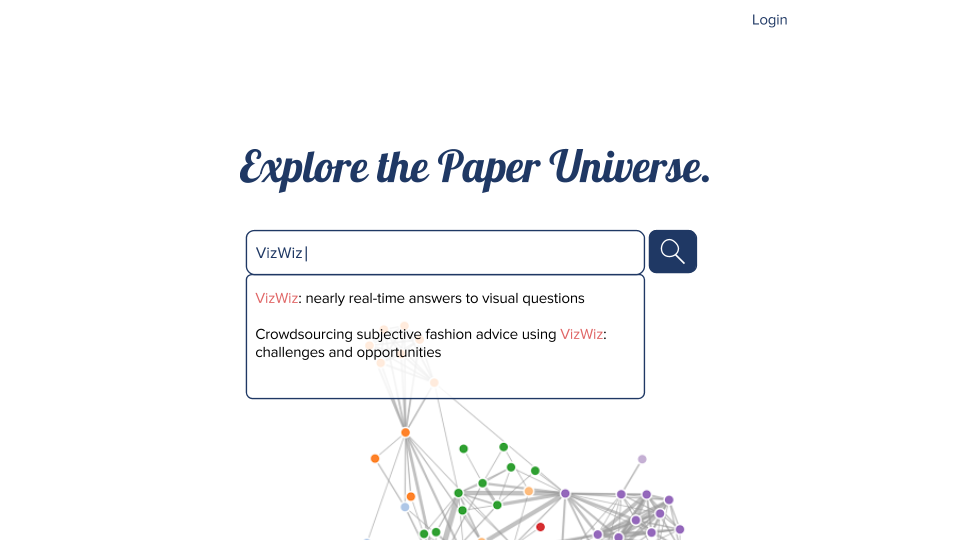 Login
Explore the Paper Universe.
VizWiz
VizWiz: nearly real-time answers to visual questions
Crowdsourcing subjective fashion advice using VizWiz:
challenges and opportunities